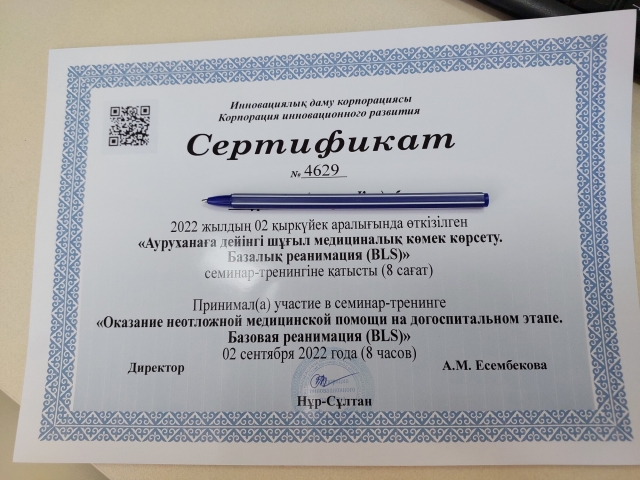 Инновациялық даму корпорациясы
Корпорация инновационного развития
Сертификат
№ 4629
2022 жылдың 02 қыркүйек аралығында өткізілген
«Ауруханаға дейінгі шұғыл медициналық көмек көрсету.
Базалық реанимация (BLS)»
семинар-тренингіне қатысты (8 сағат)
Принимал(а) участие в семинар-тренинге
«Оказание неотложной медицинской помощи на догоспитальном этапе.
Базовая реанимация (BLS)»
02 сентября 2022 года (8 часов)
Директор А.М. Есембекова
Нұр-Сұлтан